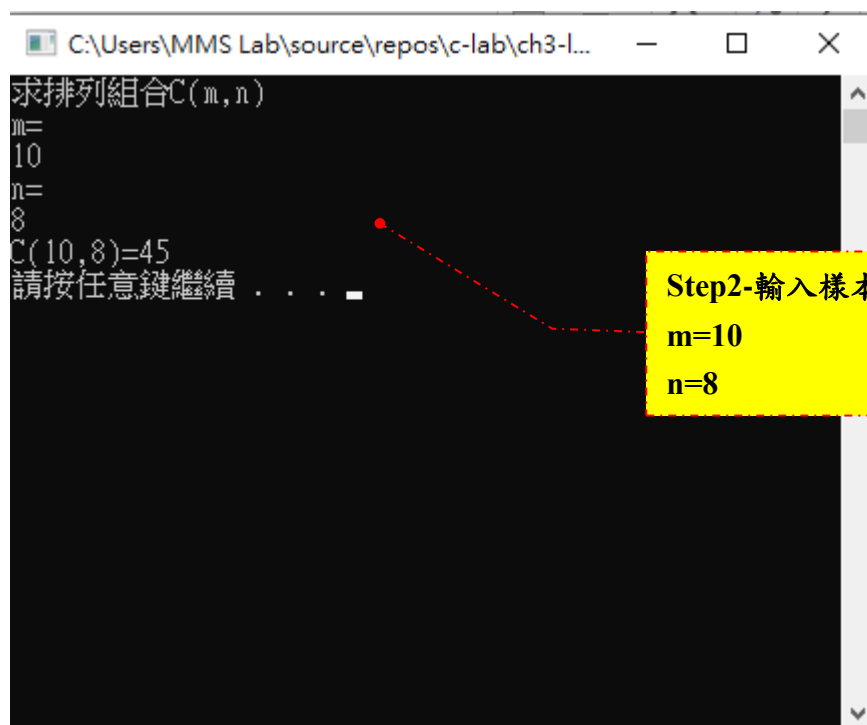 C:\Users\MMS Lab\source\repos\c-lab\ch3-l...
求排列組合C(m,n)
m=
10
n=
8
C(10,8)=45
請按任意鍵繼續 . . .
Step2-輸入樣本
m=10
n=8